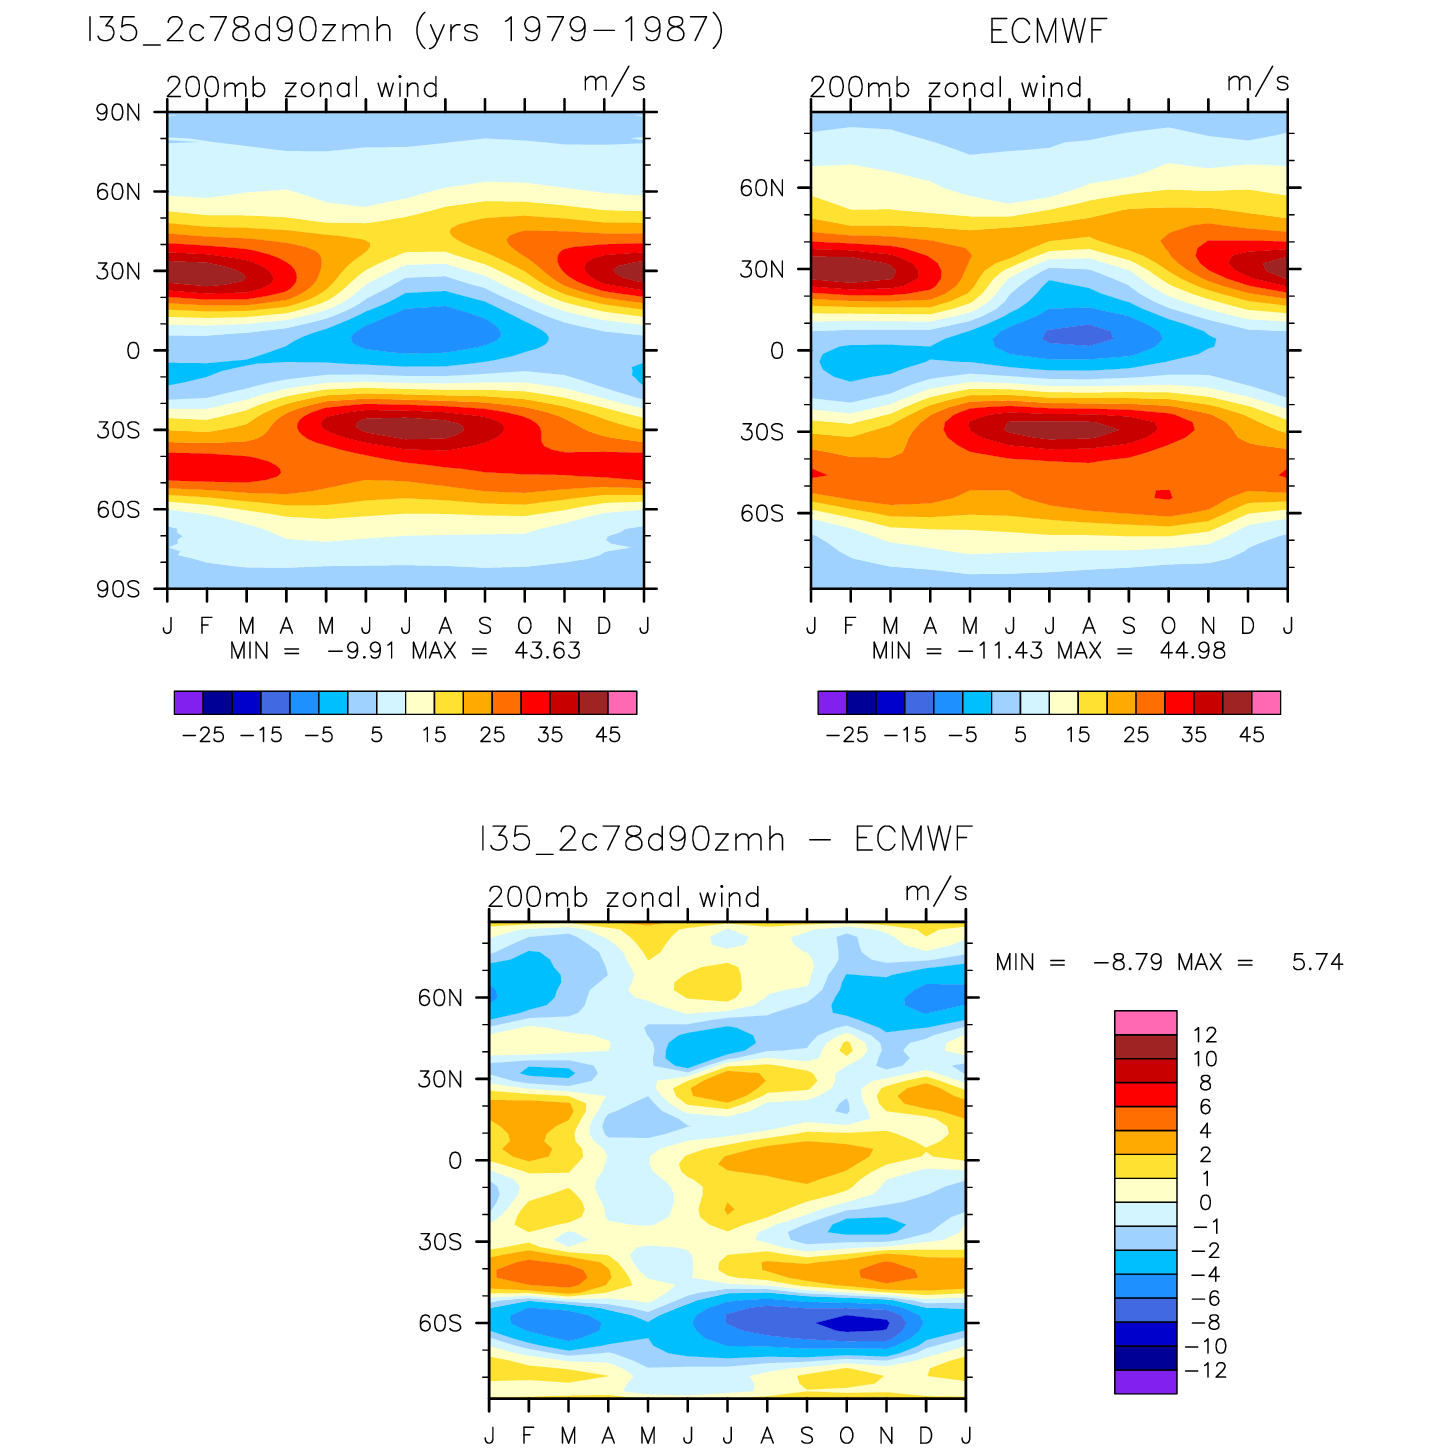 l35_2c78d90zmh (yrs 1979−1987)
200mb zonal wind m/s
90N
60N
30N
0
30S
60S
90S
J F M A M J J A S O N D J
MIN = −9.91 MAX = 43.63
−25 −15 −5 5 15 25 35 45
ECMWF
200mb zonal wind m/s
60N
30N
0
30S
60S
J F M A M J J A S O N D J
MIN = −11.43 MAX = 44.98
−25 −15 −5 5 15 25 35 45
l35_2c78d90zmh − ECMWF
200mb zonal wind m/s
60N
30N
0
30S
60S
J F M A M J J A S O N D J
MIN = −8.79 MAX = 5.74
12
10
8
6
4
2
1
0
−1
−2
−4
−6
−8
−10
−12